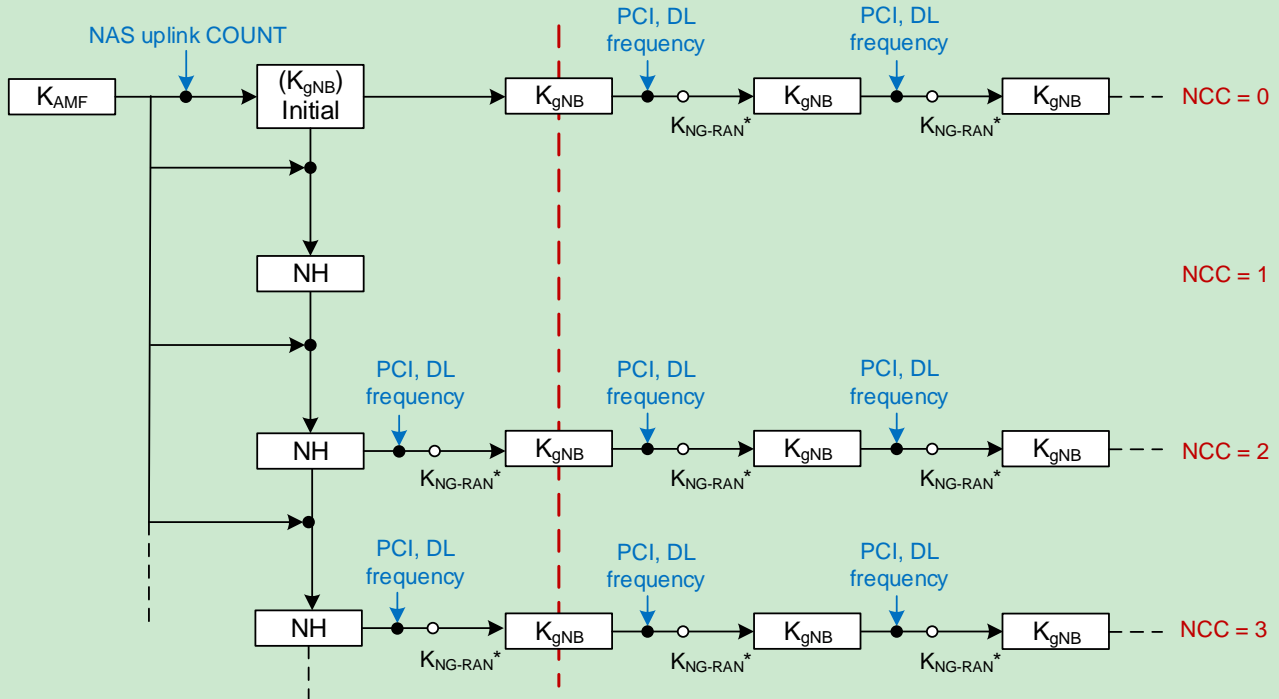 NAS uplink COUNT
PCI, DL
frequency
PCI, DL
frequency
KAMF
(KgNB)
Initial
KgNB
KgNB
KgNB
NCC = 0
KNG-RAN*
KNG-RAN*
NH
NCC = 1
PCI, DL
frequency
PCI, DL
frequency
PCI, DL
frequency
NH
KgNB
KgNB
KgNB
NCC = 2
KNG-RAN*
KNG-RAN*
KNG-RAN*
PCI, DL
frequency
PCI, DL
frequency
PCI, DL
frequency
NH
KgNB
KgNB
KgNB
NCC = 3
KNG-RAN*
KNG-RAN*
KNG-RAN*